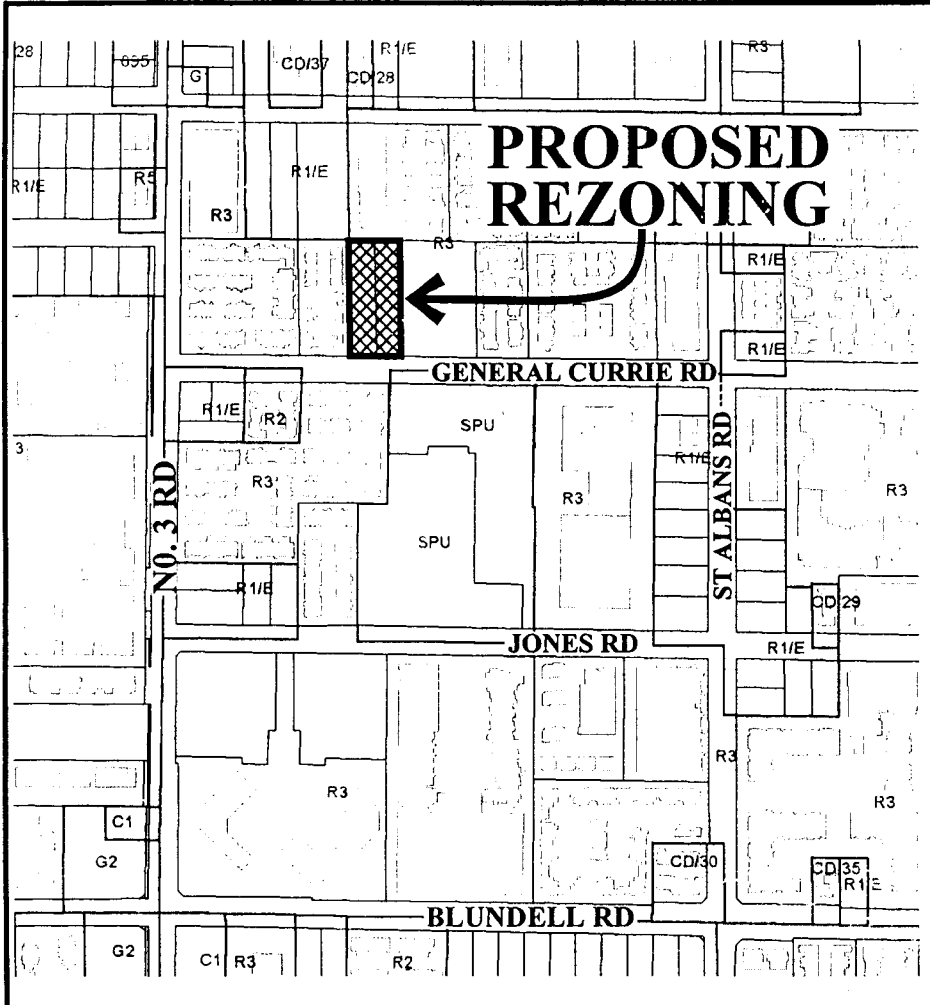 28
895
G
CD/37
CD/28
R1/E
R3
R1/E
R5
R3
R1/E
PROPOSED
REZONING
R3
R1/E
R1/E
GENERAL CURRIE RD
R1/E
R2
SPU
R1/E
3
R3
R3
R3
NO. 3 RD
SPU
ST ALBANS RD
R1/E
CD/29
JONES RD
R1/E
R3
R3
R3
C1
G2
CD/30
CD/35
R1/E
BLUNDELL RD
G2
C1
R3
R2